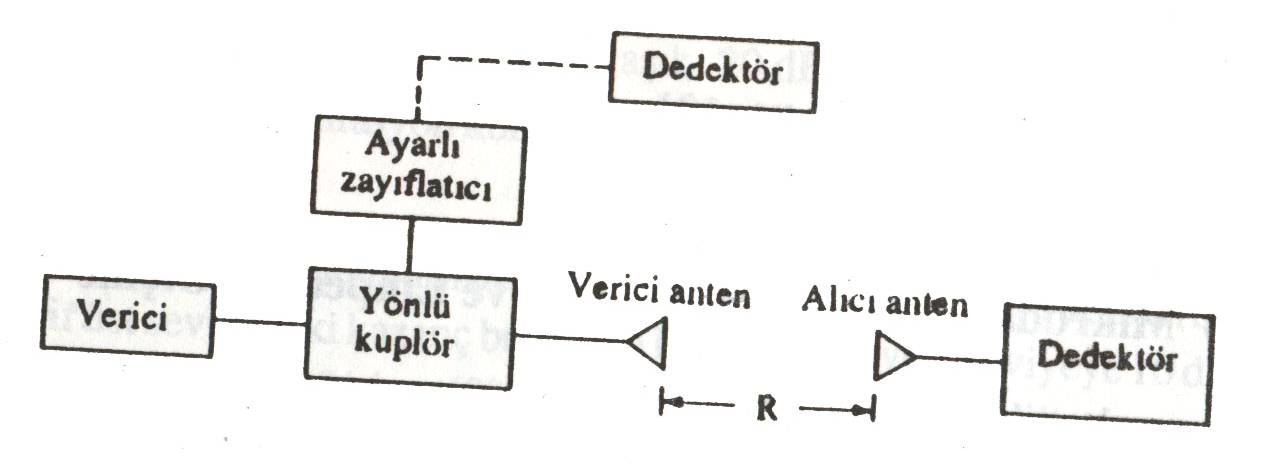 Dedektör
Ayarlı
zayıflatıcı
Verici
Yönlü
kuplör
Verici anten
Alıcı anten
Dedektör
R